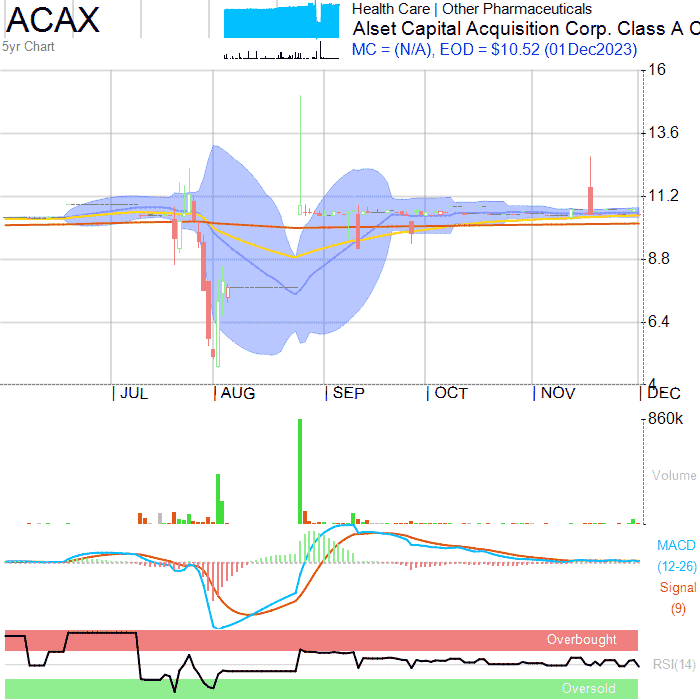 ACAX
5yr Chart
Health Care | Other Pharmaceuticals
Alset Capital Acquisition Corp. Class A C
MC = (N/A), EOD = $10.52 (01Dec2023)
16
13.6
11.2
8.8
6.4
4
JUL
AUG
SEP
OCT
NOV
DEC
860k
Volume
MACD
(12-26)
Signal
(9)
Overbought
RSI(14)
Oversold